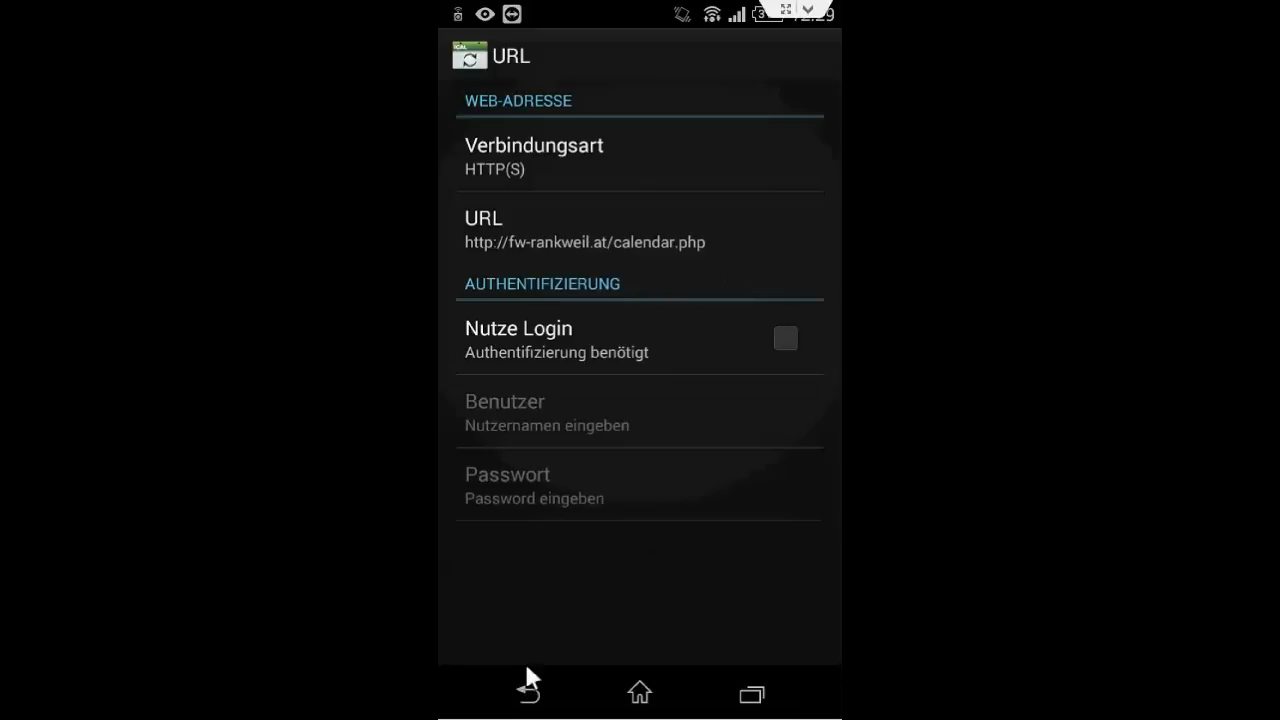 ICAL
URL
WEB-ADRESSE
Verbindungsart
HTTP(S)
URL
http://fw-rankweil.at/calendar.php
AUTHENTIFIZIERUNG
Nutze Login
Authentifizierung benötigt
Benutzer
Nutzernamen eingeben
Passwort
Password eingeben